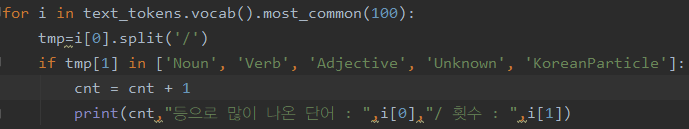 for i in text_tokens.vocab().most_common(100):
    tmp=i[0].split('/')
    if tmp[1] in ['Noun', 'Verb', 'Adjective', 'Unknown', 'KoreanParticle']:
        cnt = cnt + 1
        print(cnt,"등으로 많이 나온 단어 : ",i[0],"/ 횟수 : ",i[1])